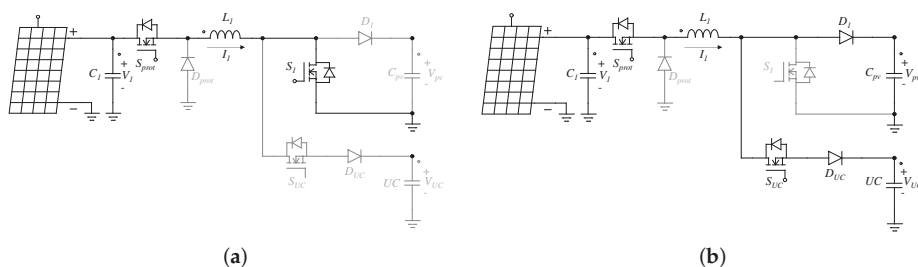 L1
D1
+
I1
Sprot
C1
+
V1
-
Dprot
S1
Cpv
+
Vpv
-
−
SUC
DUC
UC
+
VUC
-
(a)
L1
D1
+
I1
Sprot
C1
+
V1
-
Dprot
S1
Cpv
+
Vpv
-
−
SUC
DUC
UC
+
VUC
-
(b)